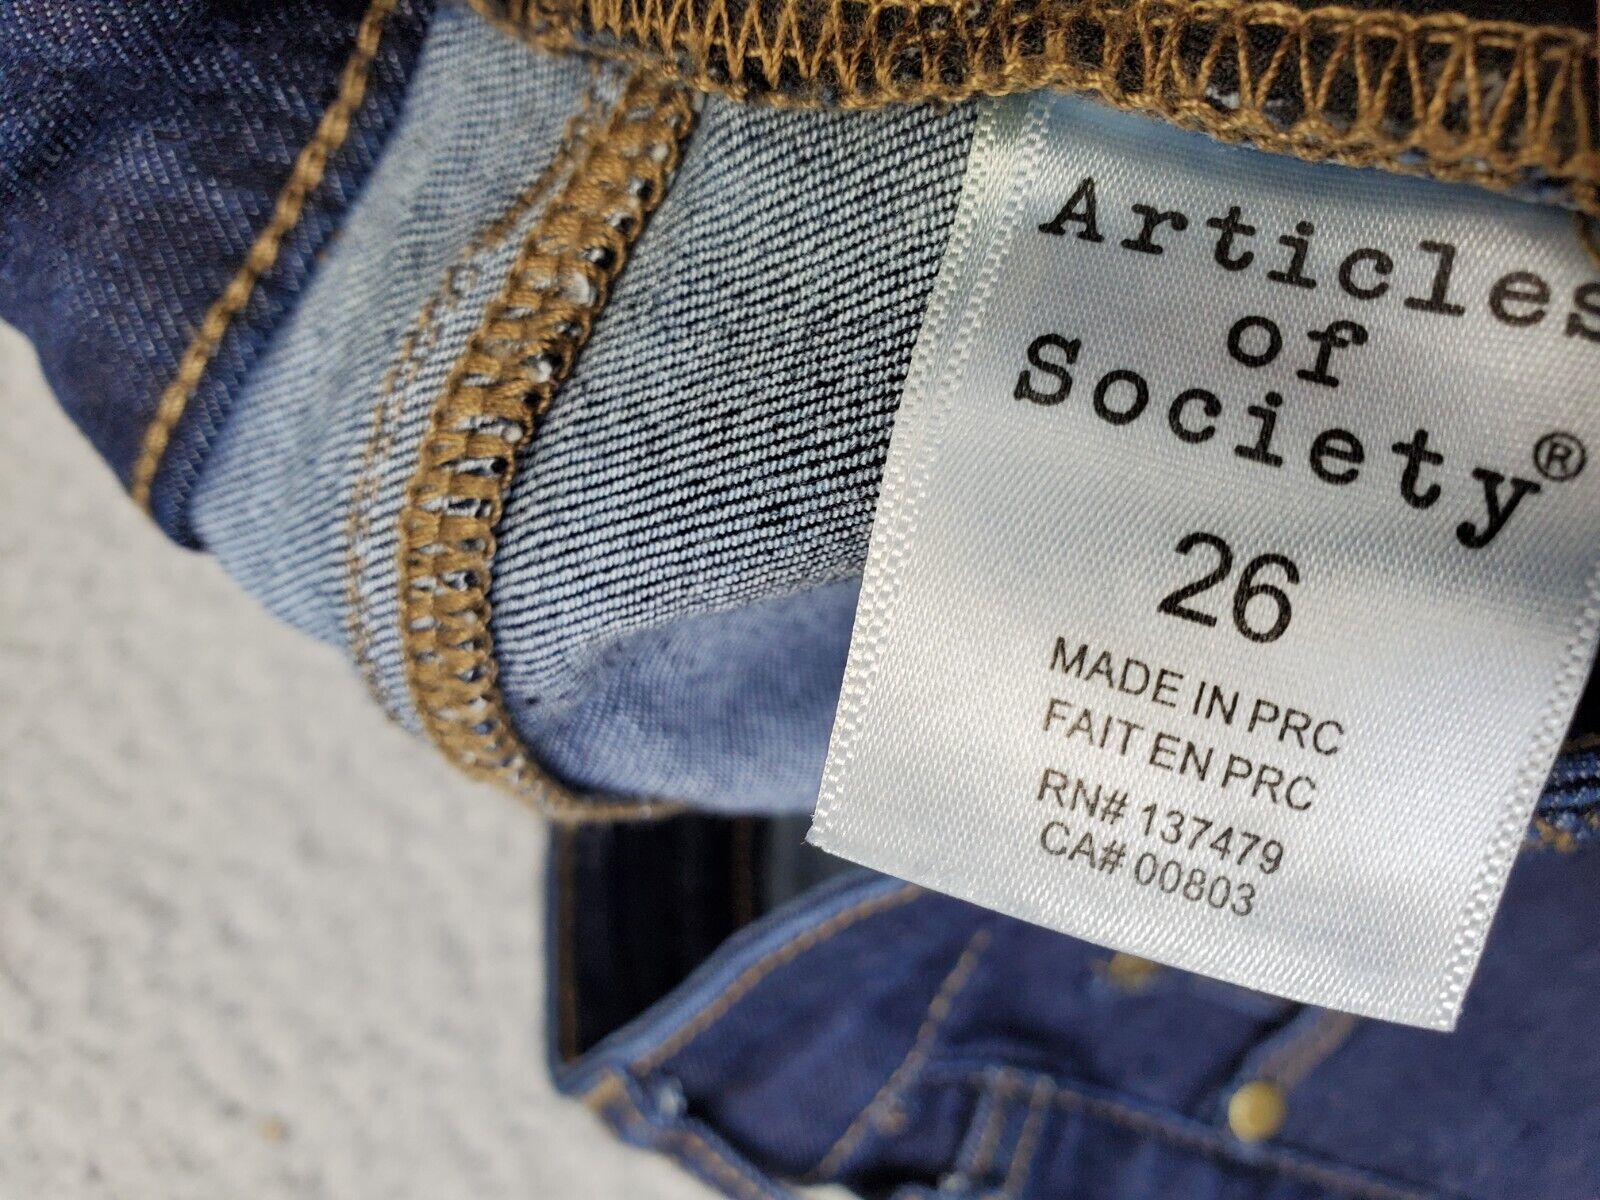 Articles
of
Society®
26
MADE IN PRC
FAIT EN PRC
RN# 137479
CA# 00803